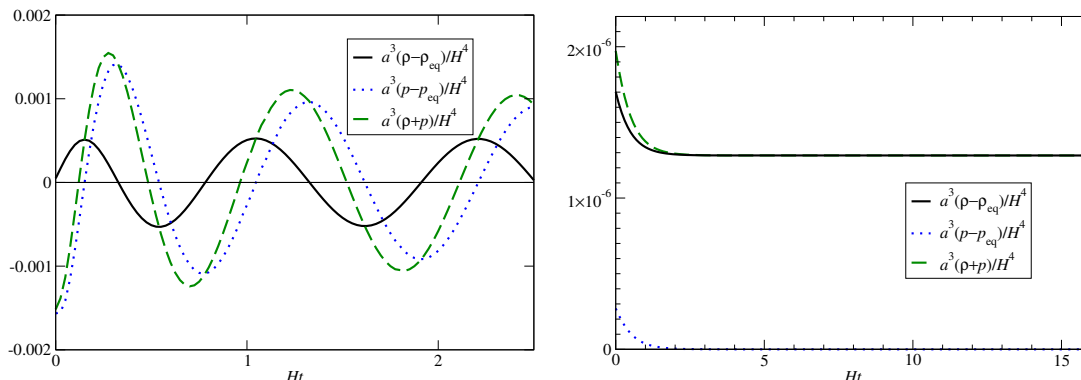 0.002
0.001
0
-0.001
-0.002
0
1
2
Ht
a³(ρ−ρeq)/H⁴
a³(p−peq)/H⁴
a³(ρ+p)/H⁴
2×10⁻⁶
1×10⁻⁶
0
0
5
10
15
Ht
a³(ρ−ρeq)/H⁴
a³(p−peq)/H⁴
a³(ρ+p)/H⁴